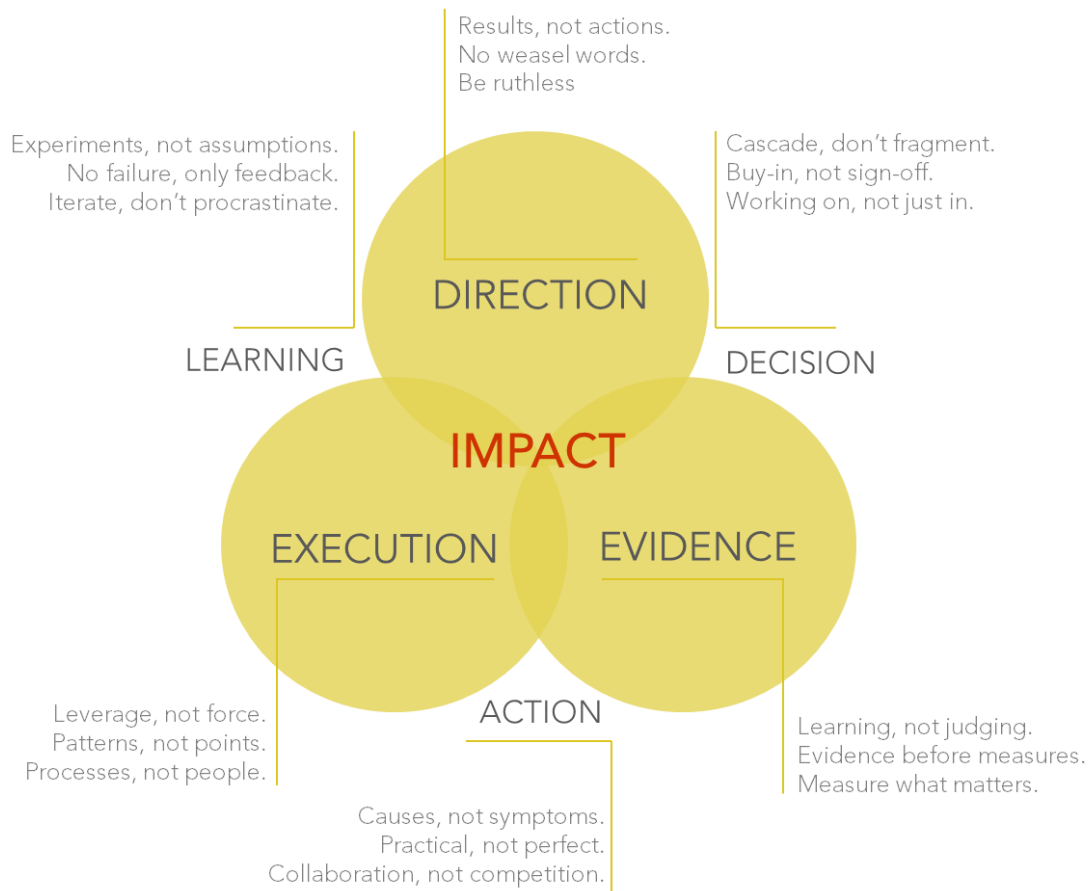 Results, not actions.
No weasel words.
Be ruthless
Experiments, not assumptions.
No failure, only feedback.
Iterate, don’t procrastinate.
Cascade, don’t fragment.
Buy-in, not sign-off.
Working on, not just in.
DIRECTION
LEARNING
DECISION
IMPACT
EXECUTION
EVIDENCE
Leverage, not force.
Patterns, not points.
Processes, not people.
ACTION
Learning, not judging.
Evidence before measures.
Measure what matters.
Causes, not symptoms.
Practical, not perfect.
Collaboration, not competition.